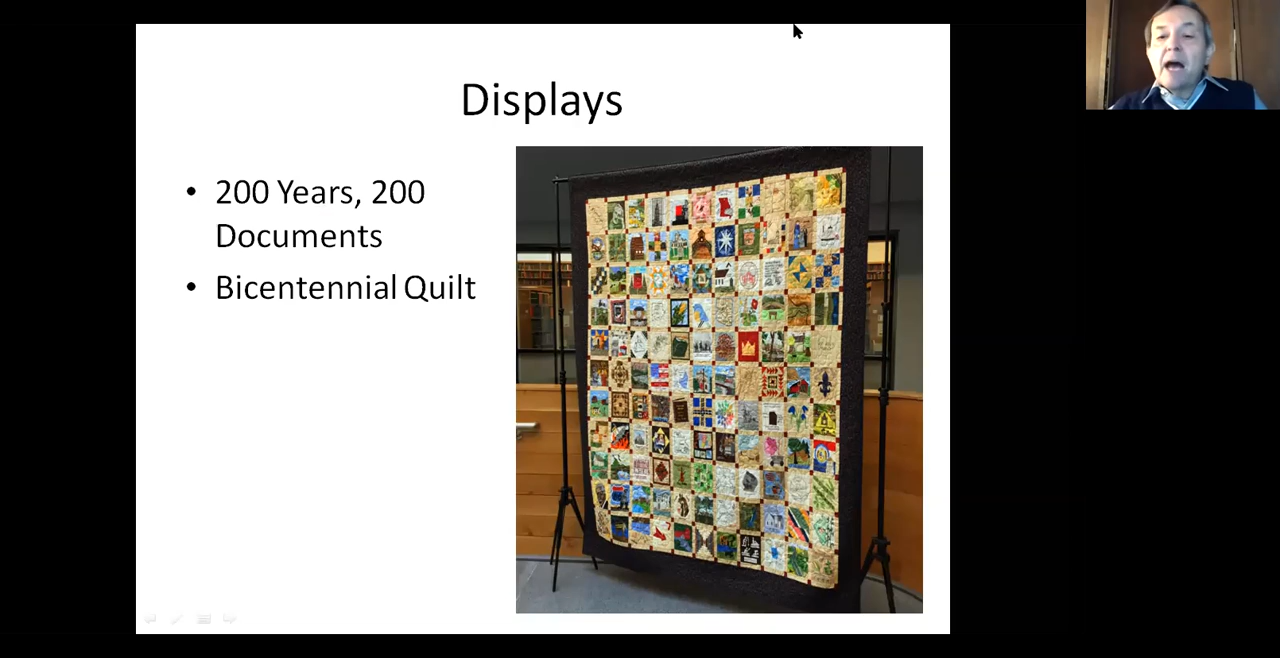 Displays
• 200 Years, 200
Documents
• Bicentennial Quilt